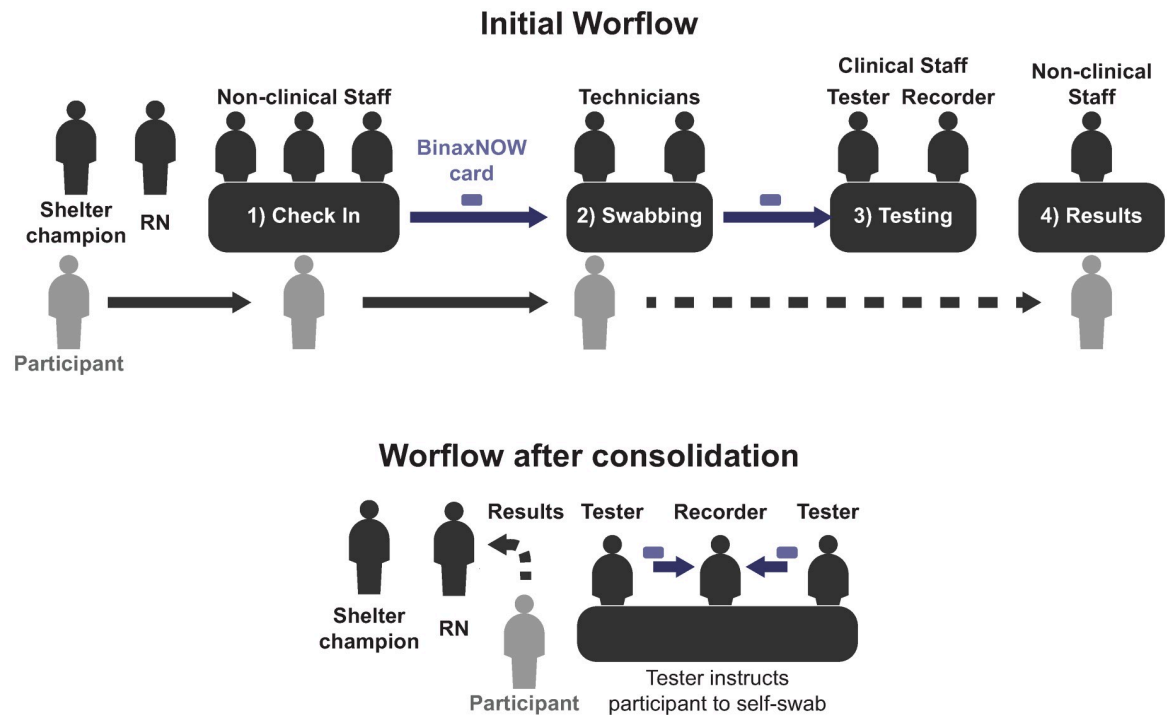 Initial Worflow
Non-clinical Staff
Technicians
Clinical Staff
Tester Recorder
Non-clinical
Staff
BinaxNOW
card
Shelter
champion
RN
1) Check In
2) Swabbing
3) Testing
4) Results
Participant
Worflow after consolidation
Results
Tester
Recorder
Tester
Shelter
champion
RN
Participant
Tester instructs
participant to self-swab